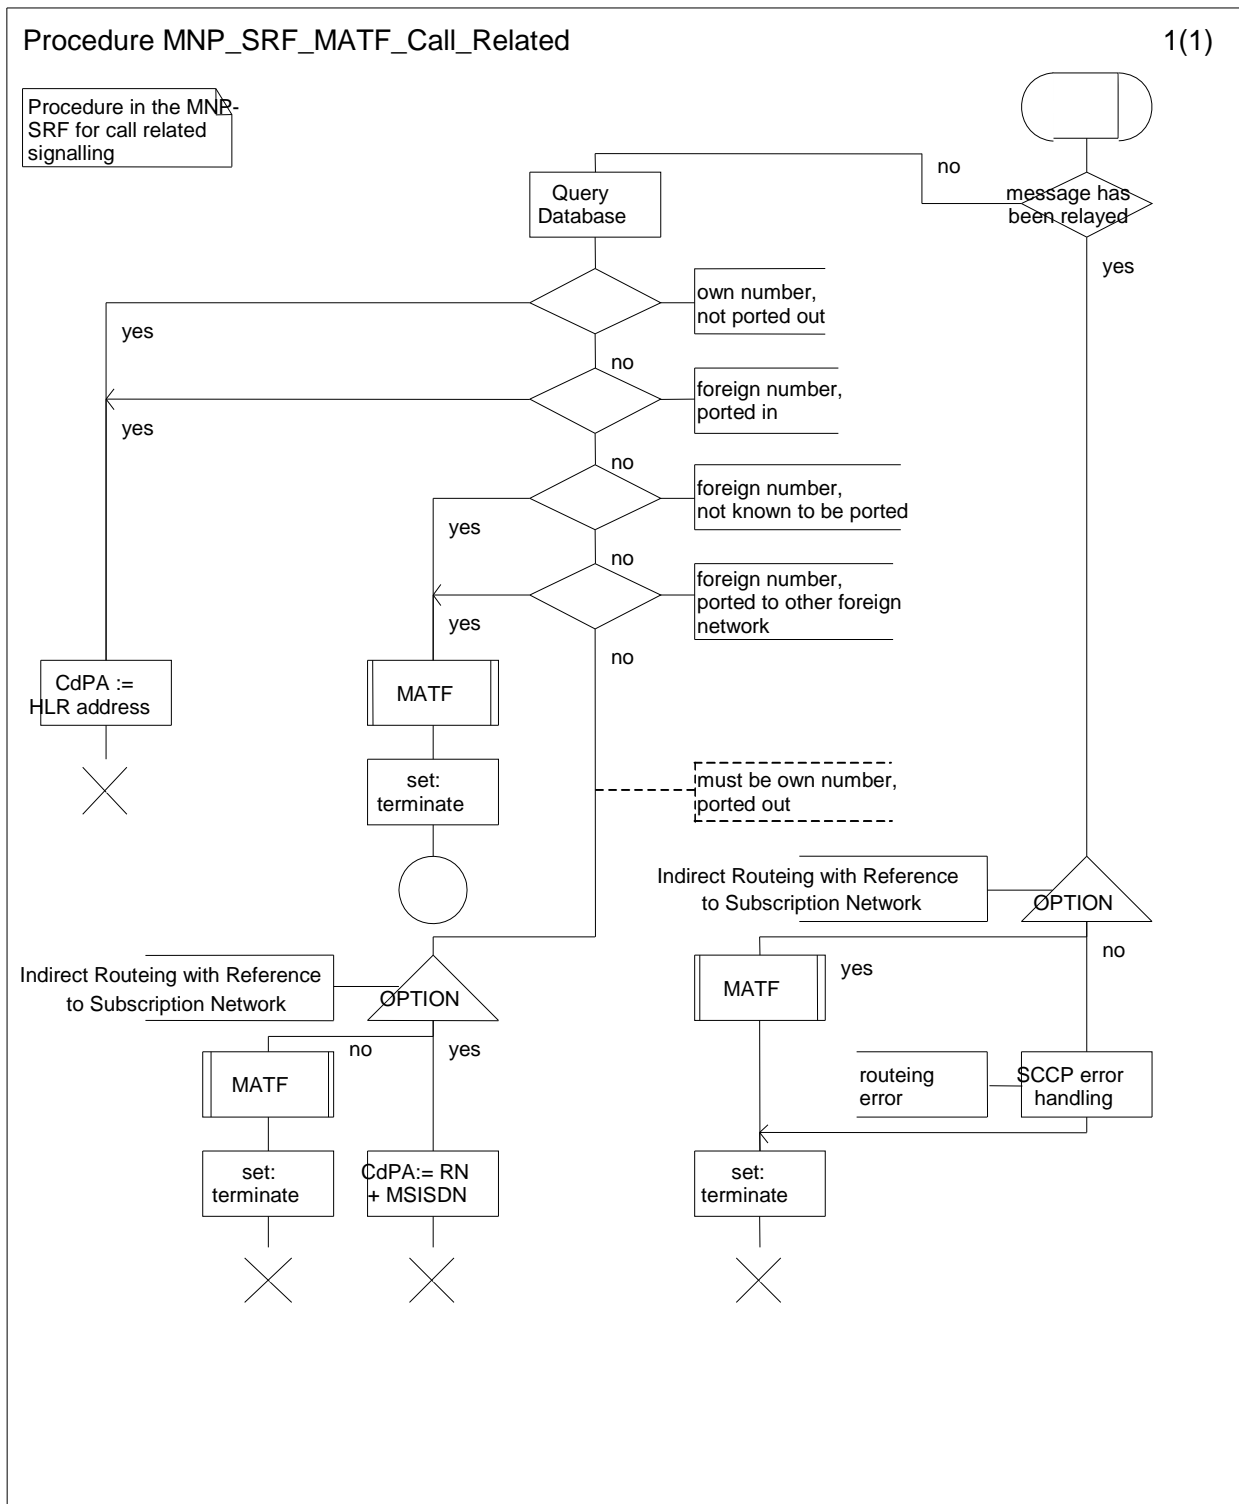 Procedure MNP_SRF_MATF_Call_Related
1(1)
Procedure in the MNP-
SRF for call related
signalling
no
message has
been relayed
Query
Database
yes
own number,
not ported out
yes
no
foreign number,
ported in
yes
no
foreign number,
not known to be ported
yes
no
foreign number,
ported to other foreign
network
yes
no
CdPA :=
HLR address
MATF
set:
terminate
must be own number,
ported out
Indirect Routeing with Reference
to Subscription Network
OPTION
no
yes
MATF
Indirect Routeing with Reference
to Subscription Network
OPTION
no
yes
MATF
routeing
error
SCCP error
handling
set:
terminate
CdPA:= RN
+ MSISDN
set:
terminate